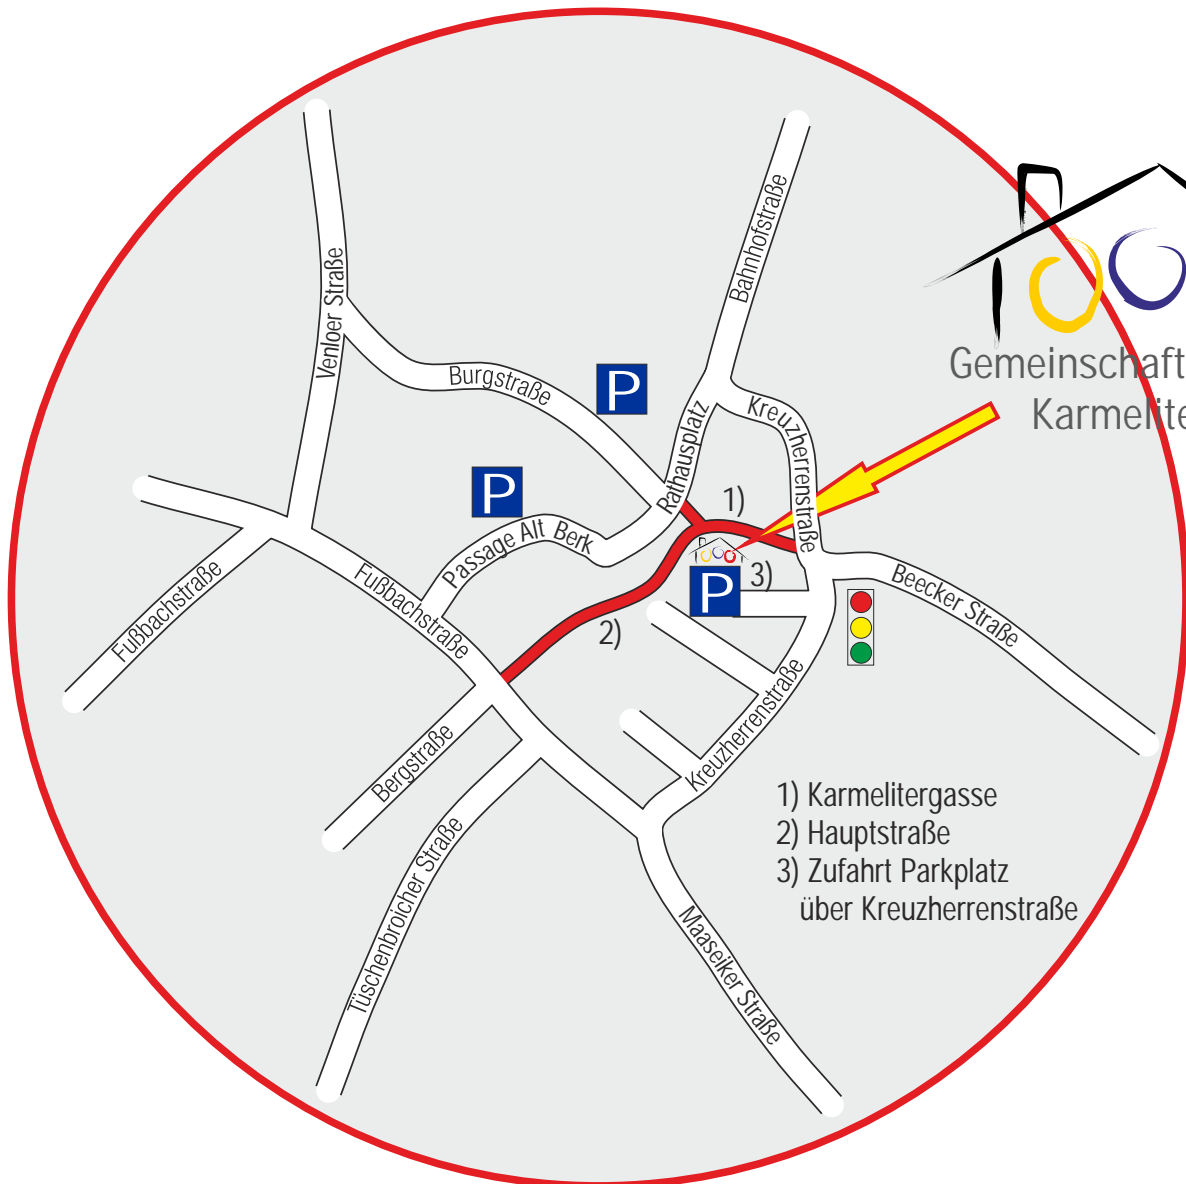 Bahnhofstraße
Venloer Straße
Gemeinschaft
Burgstraße
P
Kreuzherrenstraße
Rathausplatz
P
1)
Passage Alt Berk
3)
P
Fußbachstraße
Fußbachstraße
2)
Beecker Straße
Kreuzherrenstraße
Bergstraße
1) Karmelitergasse
2) Hauptstraße
3) Zufahrt Parkplatz
über Kreuzherrenstraße
Tüschenbroicher Straße
Maaseiker Straße